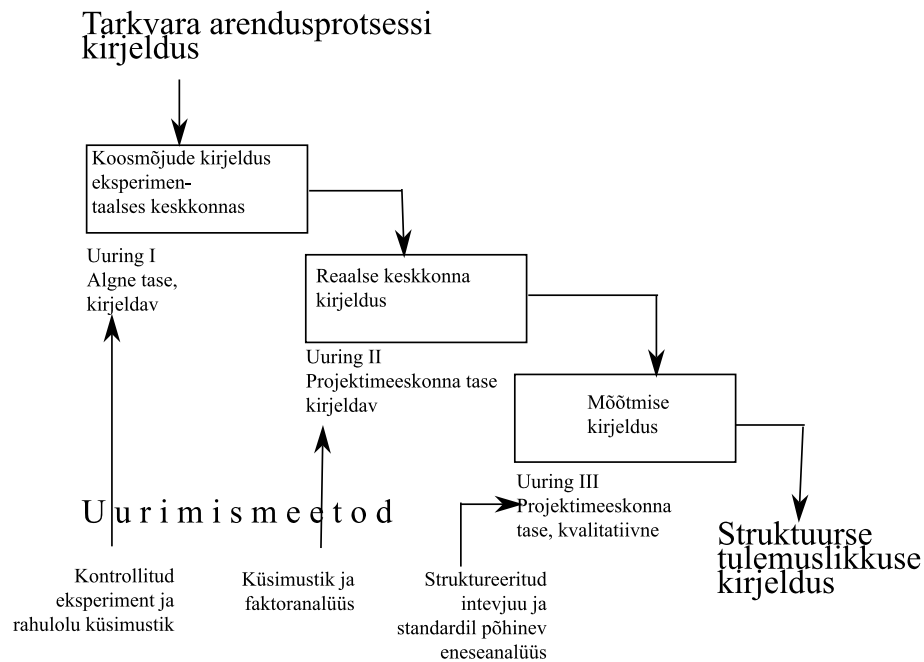 Tarkvara arendusprotsessi
kirjeldus
Koosmõjude kirjeldus
eksperimen-
taalses keskkonnas
Uuring I
Algne tase,
kirjeldav
Reaalse keskkonna
kirjeldus
Uuring II
Projektimeeskonna tase
kirjeldav
Mõõtmise
kirjeldus
Uuring III
Projektimeeskonna
tase, kvalitatiivne
Struktuurse
tulemuslikkuse
kirjeldus
Uurimismeetod
Kontrollitud
eksperiment ja
rahulolu küsimustik
Küsimustik ja
faktoranalüüs
Struktureeritud
intevjuu ja
standardil põhinev
eneseanalüüs